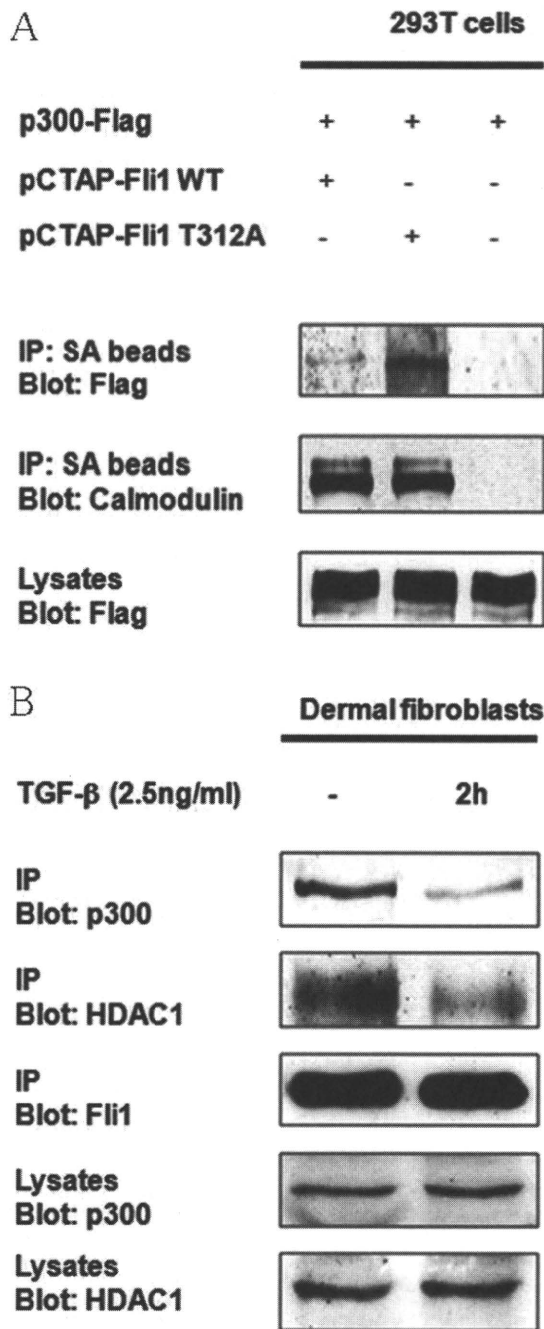 A
293T cells
p300-Flag + + +
pCTAP-Fli1 WT + - -
pCTAP-Fli1 T312A - + -
IP: SA beads
Blot: Flag
IP: SA beads
Blot: Calmodulin
Lysates
Blot: Flag
B
Dermal fibroblasts
TGF-β (2.5ng/ml) - 2h
IP
Blot: p300
IP
Blot: HDAC1
IP
Blot: Fli1
Lysates
Blot: p300
Lysates
Blot: HDAC1